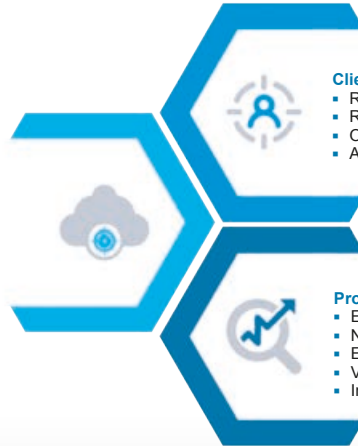 Clie
▪ R
▪ R
▪ C
▪ A
Pro
▪ E
▪ N
▪ E
▪ V
▪ In